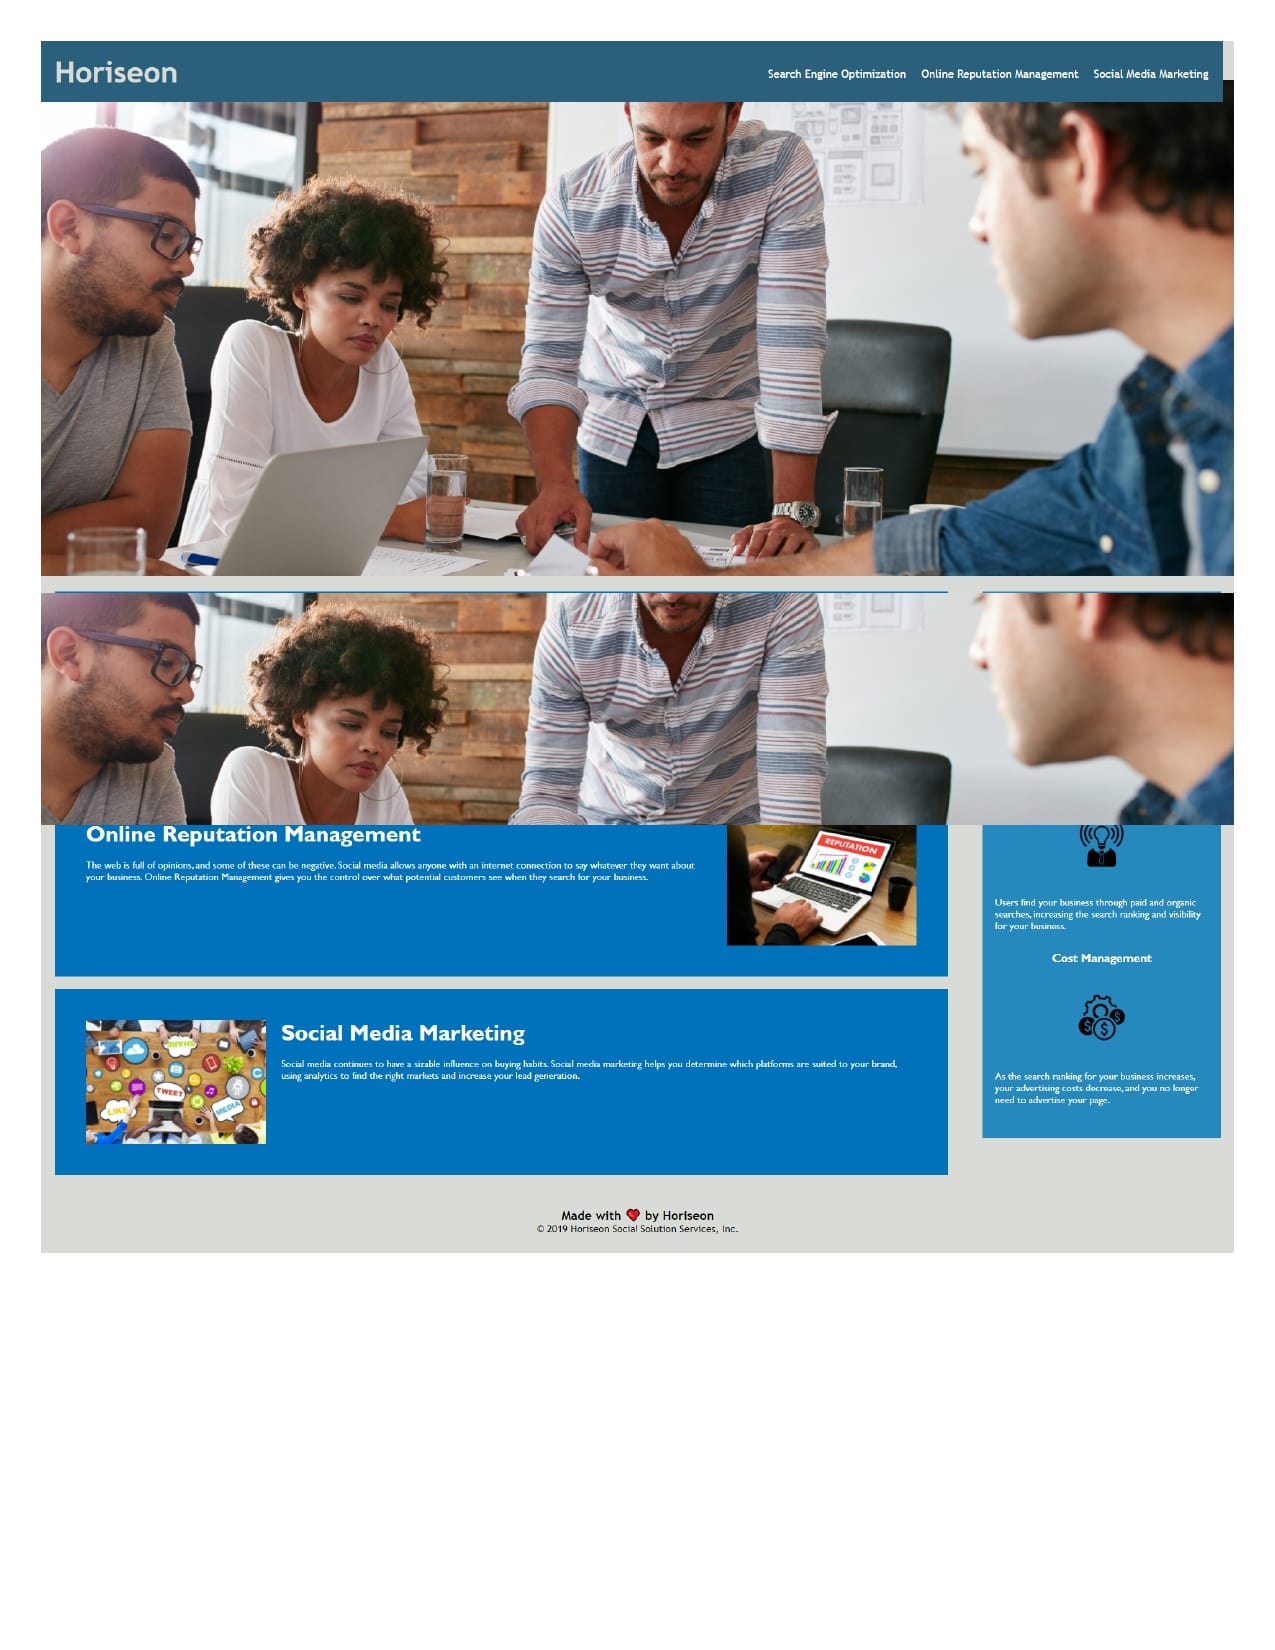 Horiseon
Search Engine Optimization Online Reputation Management Social Media Marketing
Online Reputation Management
The web is full of opinions, and some of these can be negative. Social media allows anyone with an internet connection to say whatever they want about
your business. Online Reputation Management gives you the control over what potential customers see when they search for your business.
REPUTATION
Users find your business through paid and organic
searches, increasing the search ranking and visibility
for your business.
Cost Management
As the search ranking for your business increases,
your advertising costs decrease, and you no longer
need to advertise your page.
SHARE
TWEET
LIKE
MEDIA
Social Media Marketing
Social media continues to have a sizable influence on buying habits. Social media marketing helps you determine which platforms are suited to your brand,
using analytics to find the right markets and increase your lead generation.
Made with ❤️ by Horiseon
© 2019 Horiseon Social Solution Services, Inc.